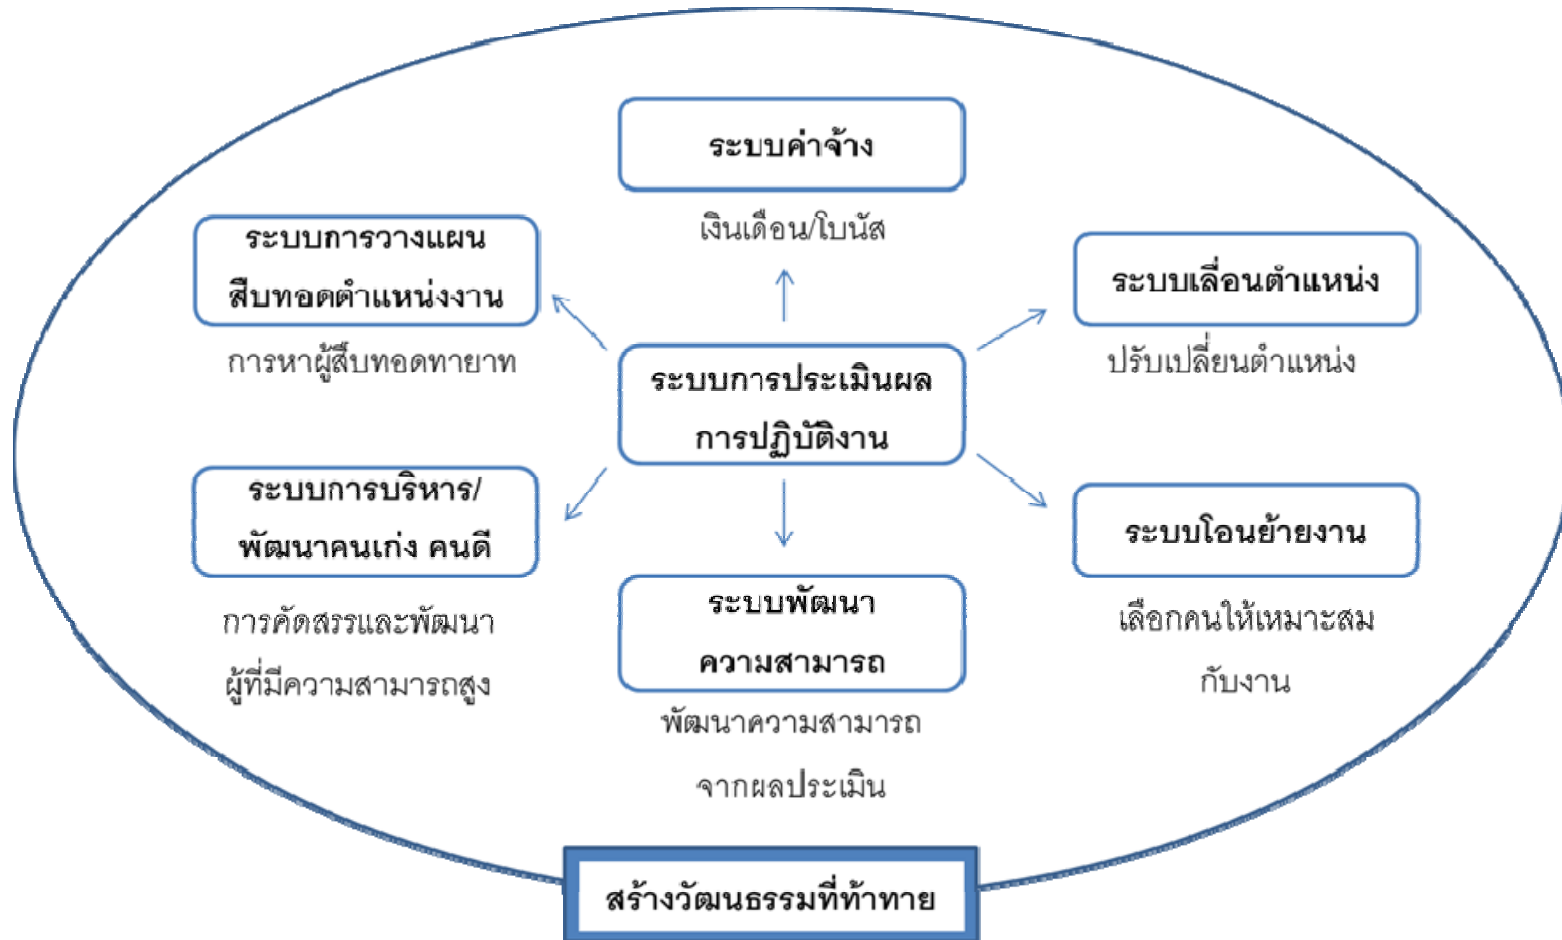 ระบบค่าจ้าง
เงินเดือน/โบนัส
ระบบการวางแผน
สืบทอดตำแหน่งงาน
การหาผู้สืบทอดทายาท
ระบบเลื่อนตำแหน่ง
ปรับเปลี่ยนตำแหน่ง
ระบบการประเมินผล
การปฏิบัติงาน
ระบบการบริหาร/
พัฒนาคนเก่ง คนดี
การคัดสรรและพัฒนา
ผู้ที่มีความสามารถสูง
ระบบพัฒนา
ความสามารถ
พัฒนาความสามารถ
จากผลประเมิน
ระบบโอนย้ายงาน
เลือกคนให้เหมาะสม
กับงาน
สร้างวัฒนธรรมที่ท้าทาย